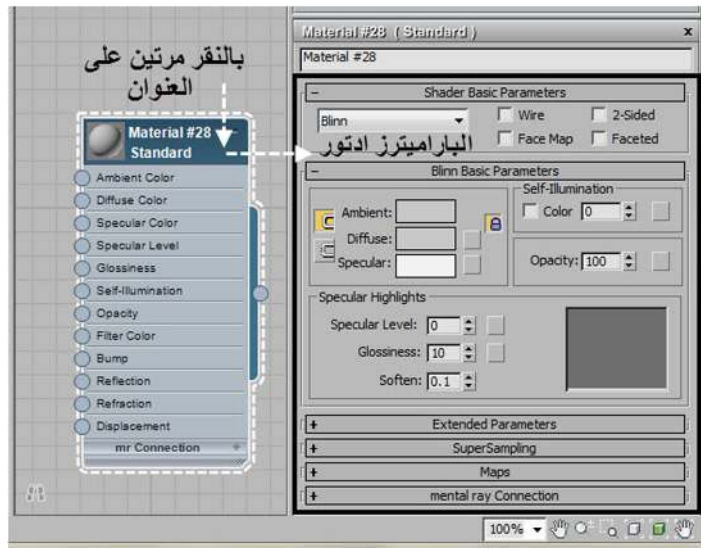 بالنقر مرتين على
العنوان
Material #28
Standard
Ambient Color
Diffuse Color
Specular Color
Specular Level
Glossiness
Self-Illumination
Opacity
Filter Color
Bump
Reflection
Refraction
Displacement
mr Connection +
Material #28 ( Standard ) x
Material #28
- Shader Basic Parameters
Blinn
Wire 2-Sided
Face Map Faceted
الباراميترز ادتور
- Blinn Basic Parameters
Self-Illumination
Color 0
Ambient:
Diffuse:
Specular:
Opacity: 100
Specular Highlights
Specular Level: 0
Glossiness: 10
Soften: 0.1
+ Extended Parameters
+ SuperSampling
+ Maps
+ mental ray Connection
100%